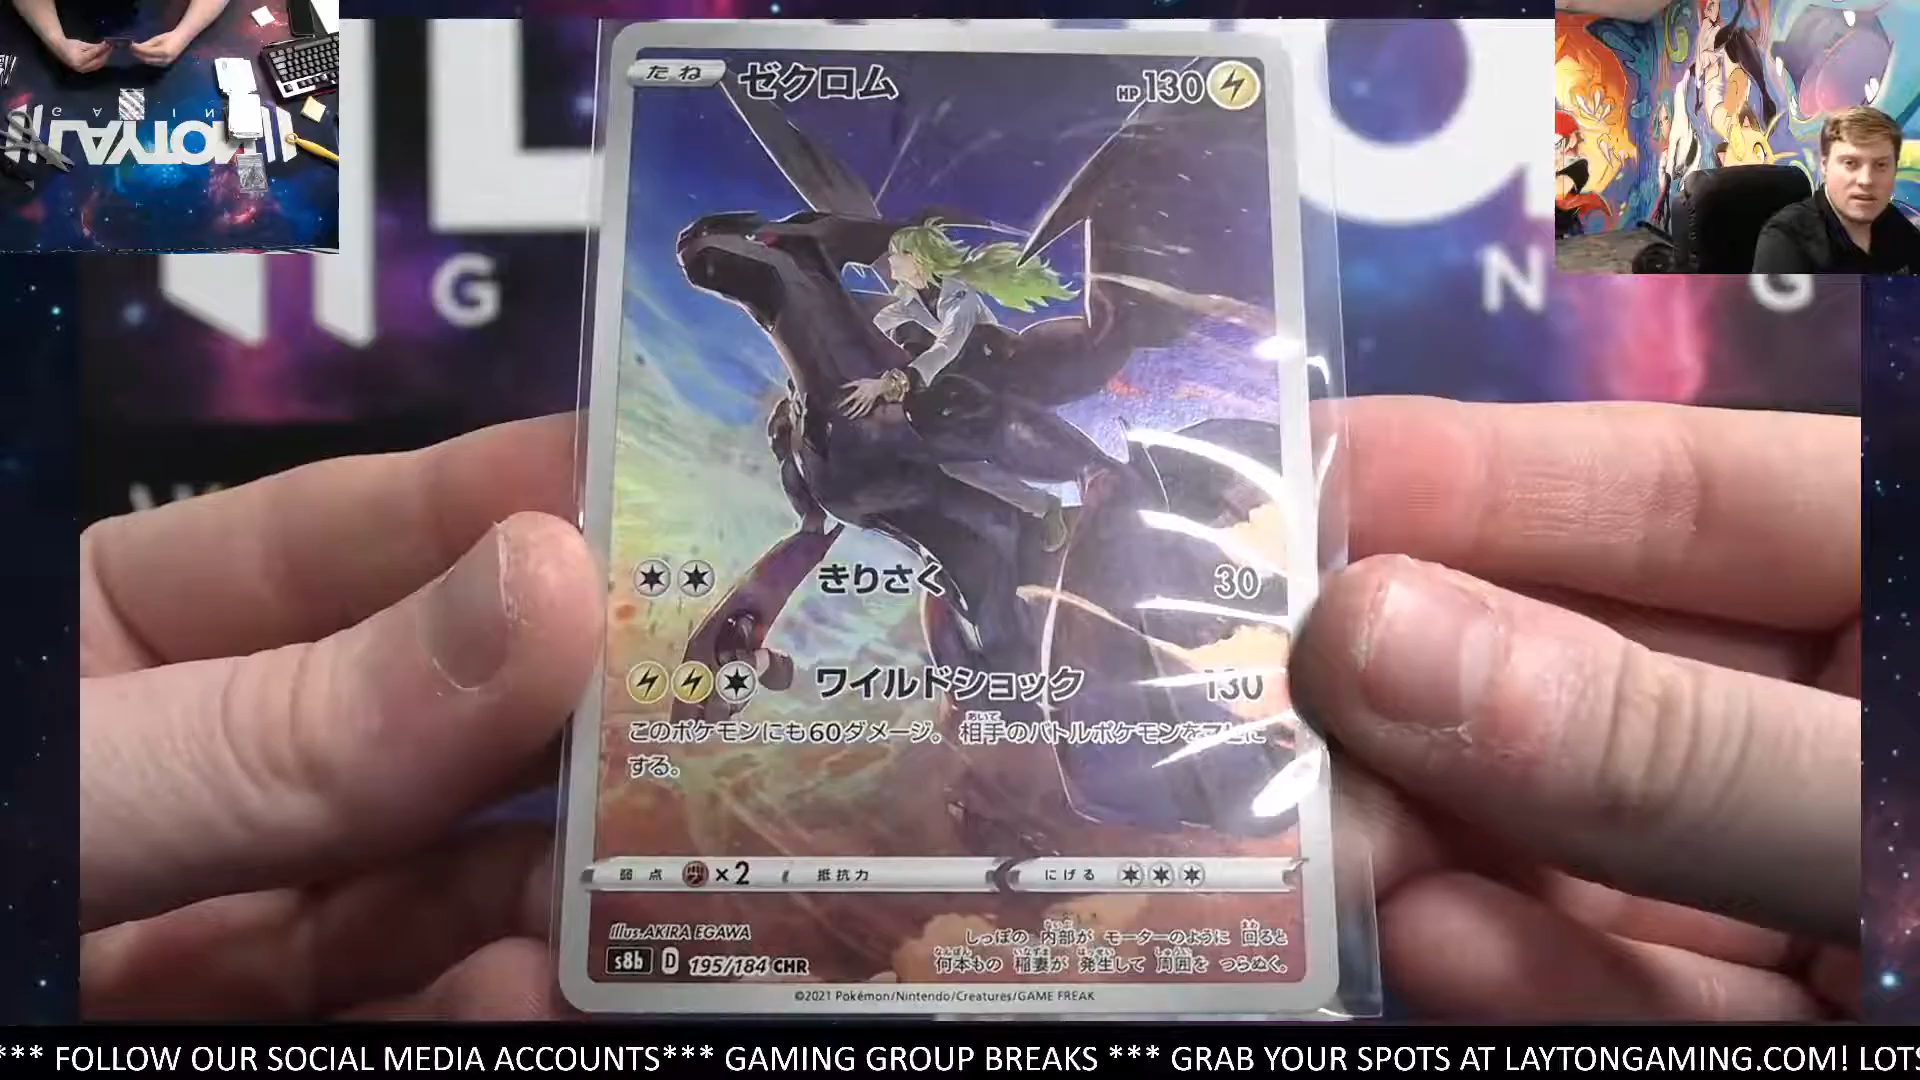 たね ゼクロム HP 130
きりさく 30
ワイルドショック 130
このポケモンにも60ダメージ。相手のバトルポケモンをマヒに
する。
弱点 ×2 抵抗力 にげる
illus. AKIRA EGAWA
しっぽの 内部が モーターのように 回ると
何本もの 稲妻が 発生して 周囲を つらぬく。
s8b D 195/184 CHR
©2021 Pokémon/Nintendo/Creatures/GAME FREAK
G N G
*** FOLLOW OUR SOCIAL MEDIA ACCOUNTS*** GAMING GROUP BREAKS *** GRAB YOUR SPOTS AT LAYTONGAMING.COM! LOTS